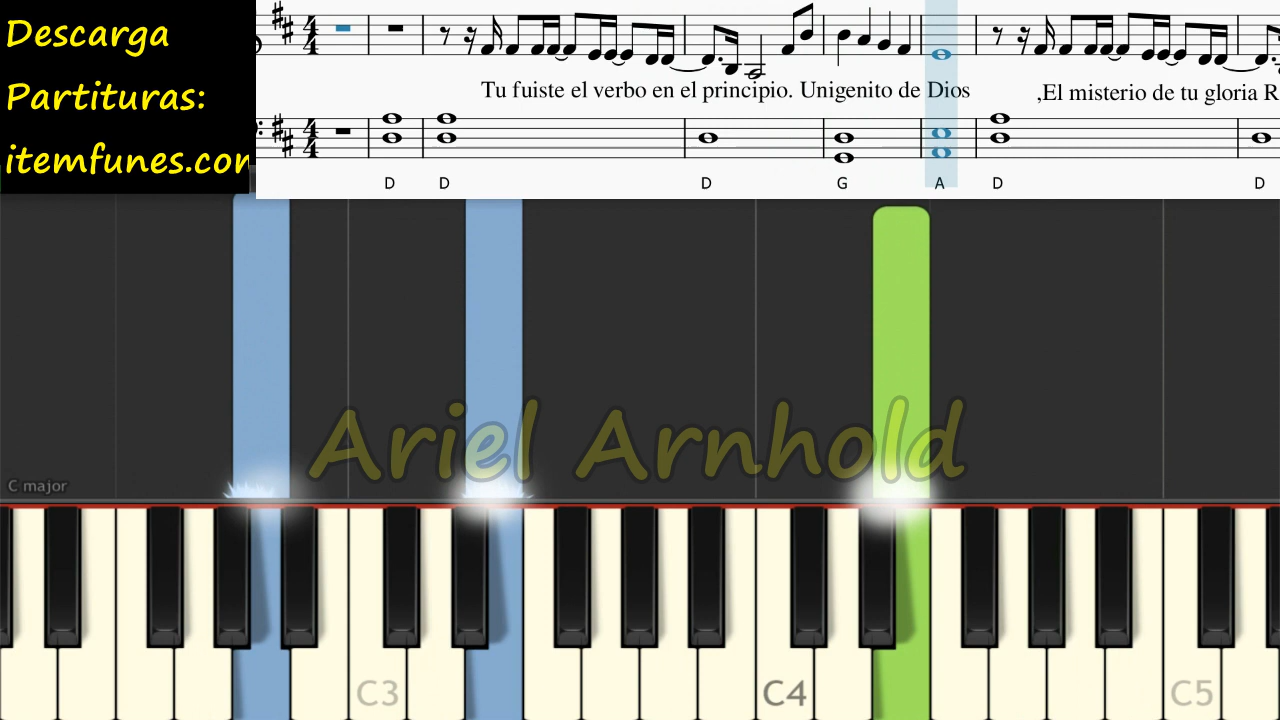 Descarga
Partituras:
itemfunes.com
Tu fuiste el verbo en el principio. Unigenito de Dios
,El misterio de tu gloria R
D D D G A D D
Ariel Arnhold
C major
C3 C4 C5